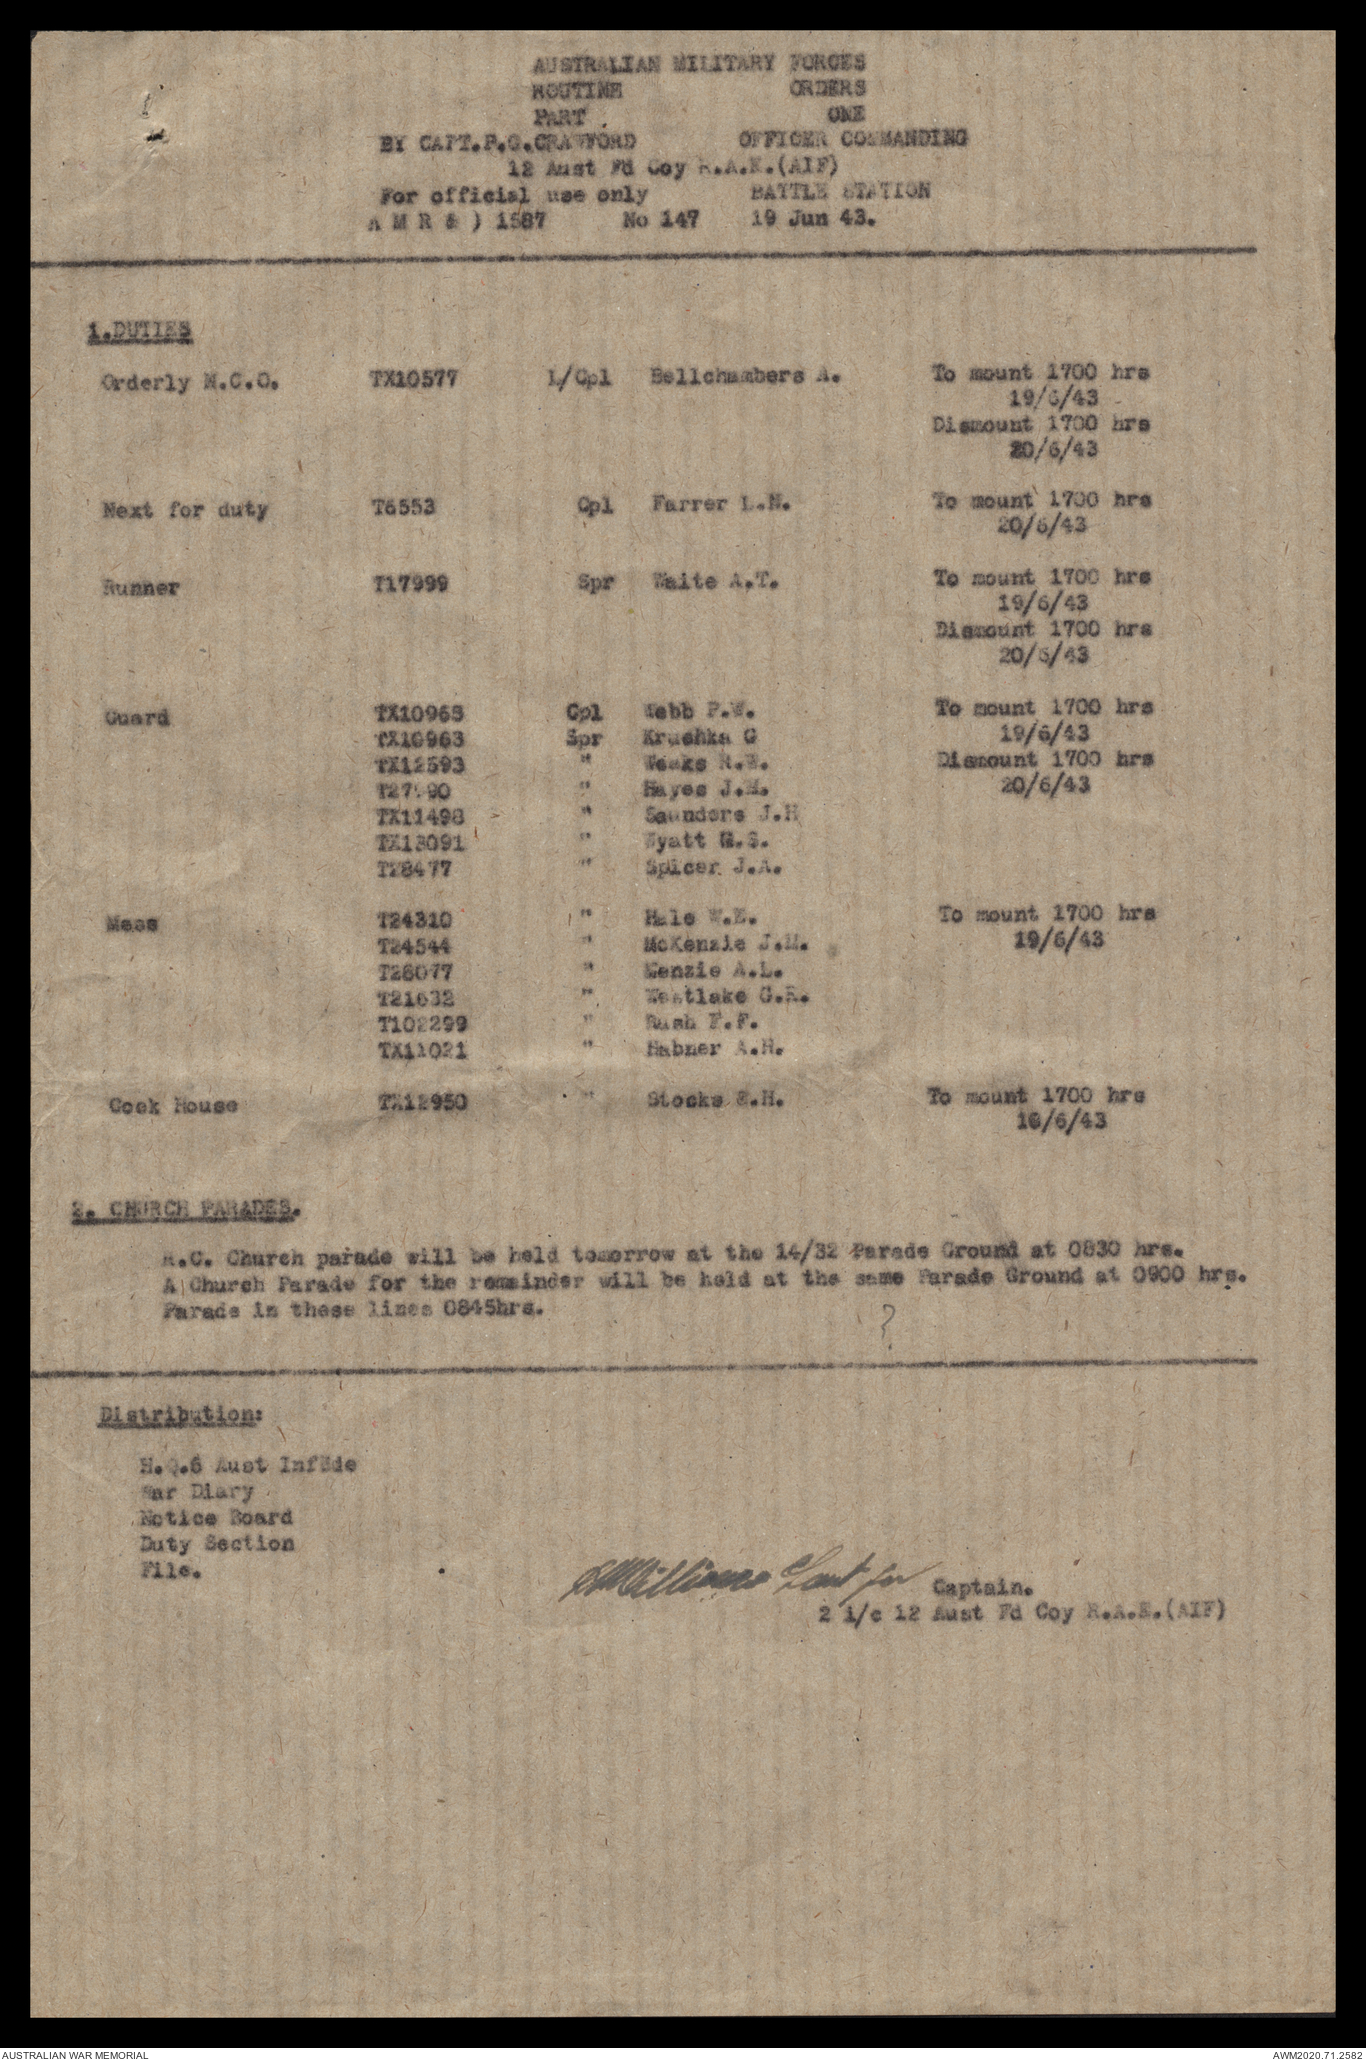 AUSTRALIAN MILITARY FORCES
ROUTINE ORDERS
PART ONE
BY CAPT.P.G.CRAWFORD OFFICER COMMANDING
12 Aust Fd Coy R.A.E.(AIF)
For official use only BATTLE STATION
A M R & ) 1587 No 147 19 Jun 43.
1.DUTIES
Orderly N.C.O. TX10577 L/Cpl Bellchambers A. To mount 1700 hrs
19/6/43
Dismount 1700 hrs
20/6/43
Next for duty T6553 Cpl Farrer L.N. To mount 1700 hrs
20/6/43
Runner T17999 Spr Waite A.T. To mount 1700 hrs
19/6/43
Dismount 1700 hrs
20/6/43
Guard TX10965 Cpl Webb P.W. To mount 1700 hrs
TX10963 Spr Krushka G 19/6/43
TX12593 " Weeks R.W. Dismount 1700 hrs
" Hayes J.M. 20/6/43
TX11498 " Saunders J.H
TX13091 " Wyatt G.S.
T28477 " Spicer J.A.
Mess T24310 " Hale W.E. To mount 1700 hrs
T24544 " McKenzie J.M. 19/6/43
T28077 " Kenzie A.L.
T21632 " Westlake G.R.
T102299 " Rush F.F.
TX11021 " Habner A.H.
Cook House TX12950 " Stocks E.H. To mount 1700 hrs
19/6/43
2. CHURCH PARADES.
R.C. Church parade will be held tomorrow at the 14/32 Parade Ground at 0830 hrs.
A Church Parade for the remainder will be held at the same Parade Ground at 0900 hrs.
Parade in these lines 0845hrs.
?
Distribution:
H.Q.6 Aust InfBde
War Diary
Notice Board
Duty Section
File.
Williams Lieut for Captain.
2 i/c 12 Aust Fd Coy R.A.E.(AIF)
AUSTRALIAN WAR MEMORIAL AWM2020.71.2582